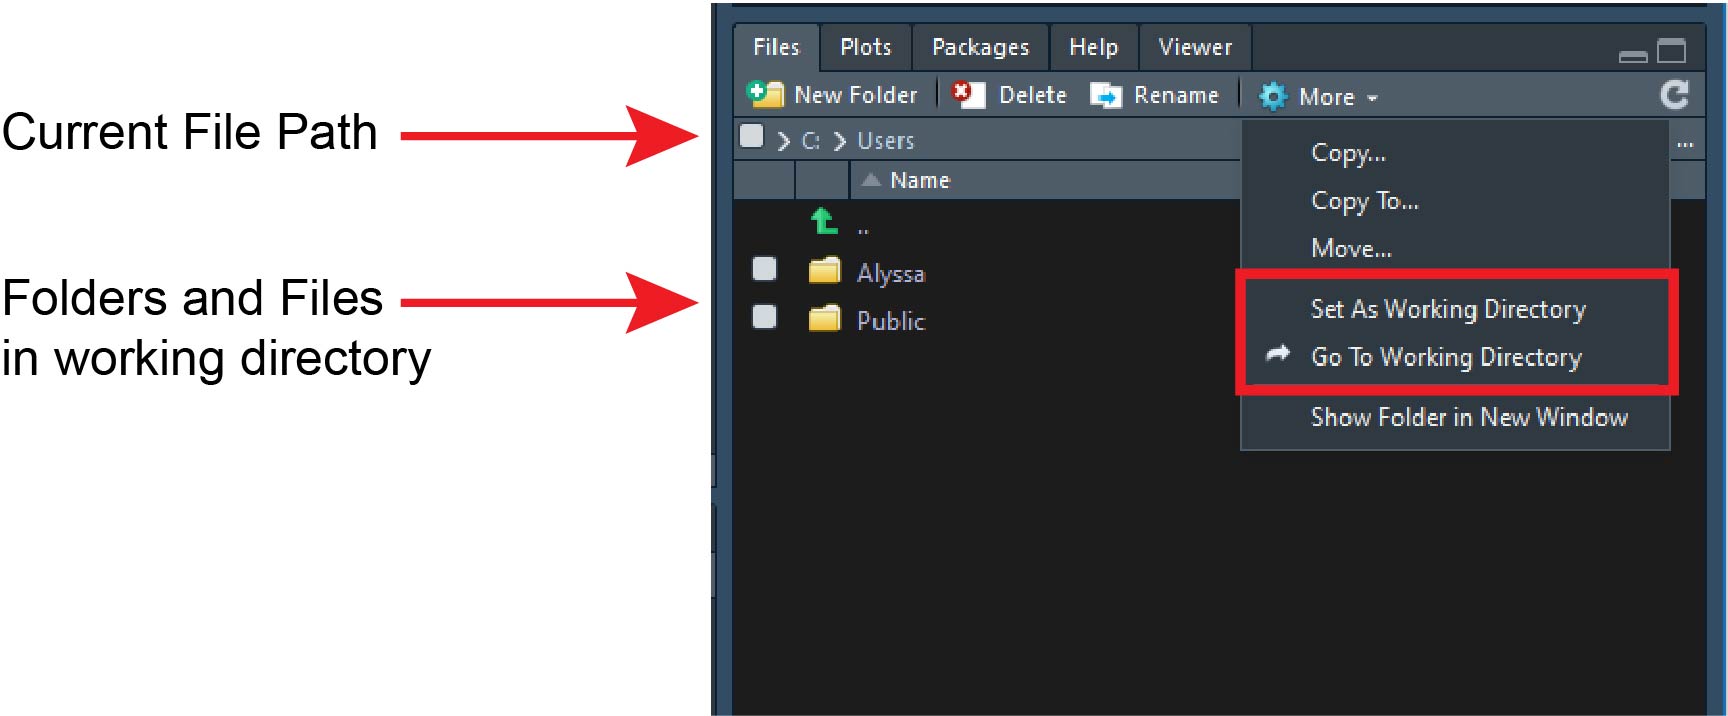 Files Plots Packages Help Viewer
New Folder Delete Rename More
Current File Path
C: Users
...
Name
..
Alyssa
Public
Folders and Files
in working directory
Copy...
Copy To...
Move...
Set As Working Directory
Go To Working Directory
Show Folder in New Window